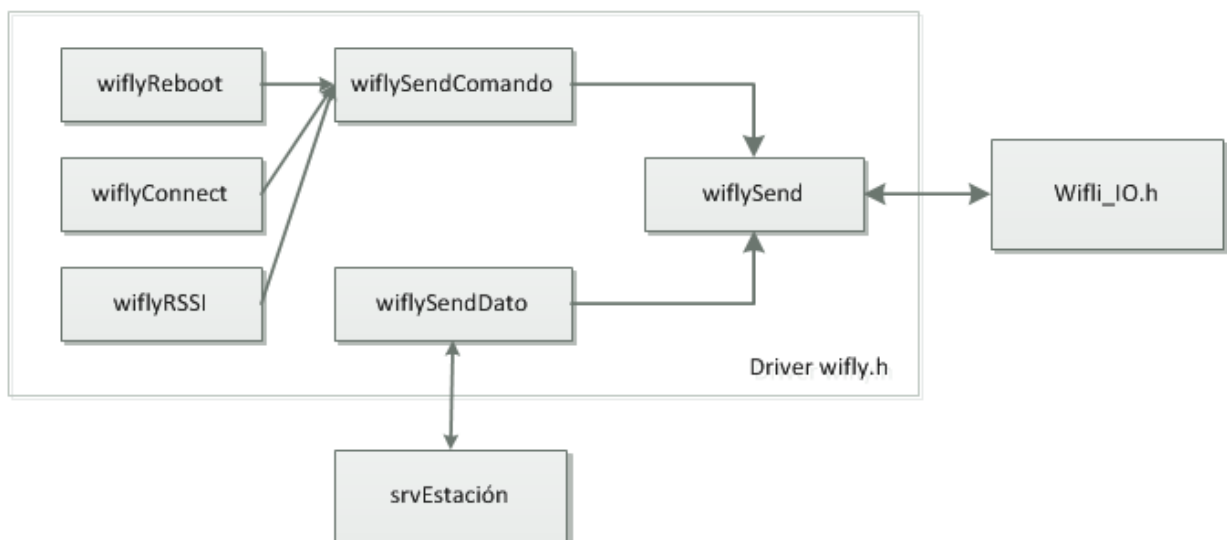 wiflyReboot
wiflySendComando
wiflyConnect
wiflySend
Wifli_IO.h
wiflyRSSI
wiflySendDato
Driver wifly.h
srvEstación